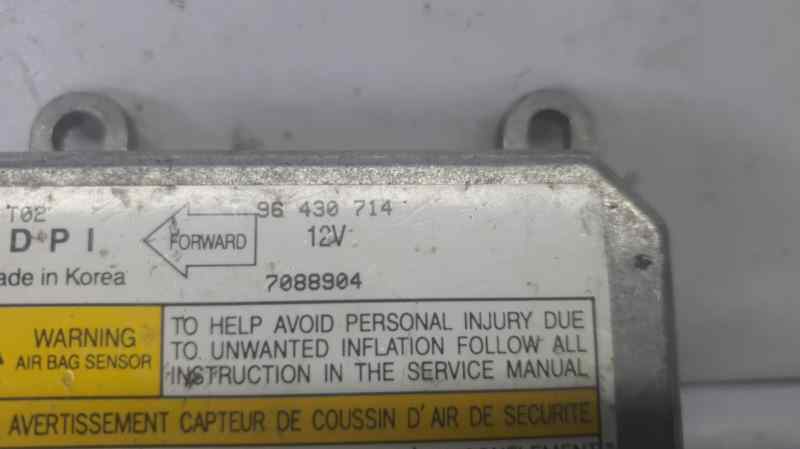 T02 96 430 714
DPI FORWARD 12V
ade in Korea 7088904
WARNING
AIR BAG SENSOR
TO HELP AVOID PERSONAL INJURY DUE
TO UNWANTED INFLATION FOLLOW ALL
INSTRUCTION IN THE SERVICE MANUAL
AVERTISSEMENT CAPTEUR DE COUSSIN D'AIR DE SECURITE